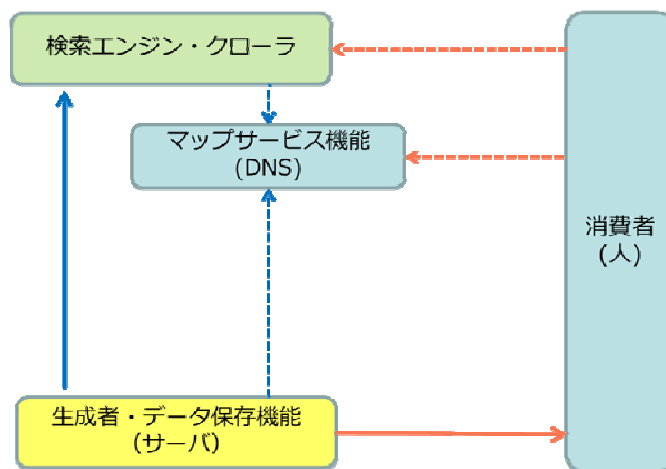 検索エンジン・クローラ
マップサービス機能
(DNS)
消費者
(人)
生成者・データ保存機能
(サーバ)